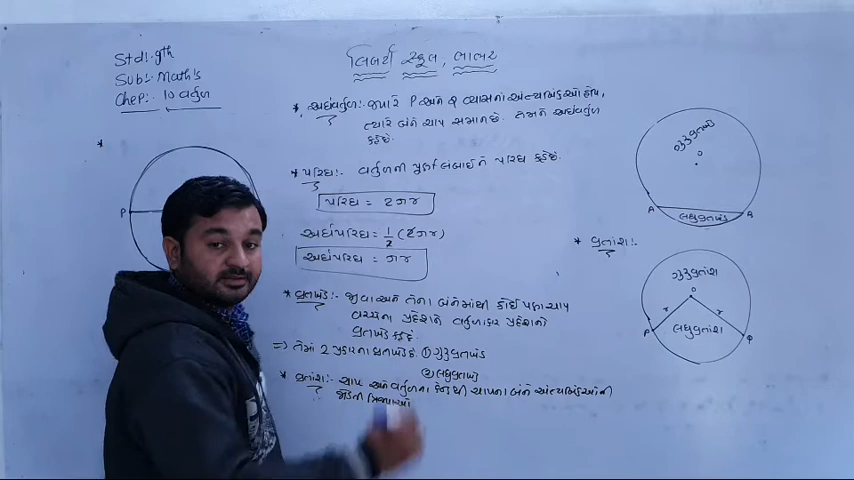 Std:- 9th
Sub:- Math's
Chep:- 10 વર્તુળ
લિબર્ટી સ્કૂલ, લાલર
* અર્ધવર્તુળ:- જ્યારે P અને Q વ્યાસનાં અંત્યબિંદુઓ હોય,
ત્યારે બંને ચાપ સમાન છે. તેમને અર્ધવર્તુળ
કહે છે.
* પરિઘ:- વર્તુળની પૂર્ણ લંબાઈને પરિઘ કહે છે.
પરિઘ = 2πr
અર્ધપરિઘ = 1/2 (2πr)
અર્ધપરિઘ = πr
* વૃતખંડ:- જીવા અને તેના બંનેમાંથી કોઈ પણ ચાપ
વચ્ચેના પ્રદેશને વર્તુળાકાર પ્રદેશનો
વૃતખંડ કહે છે.
=> તેમાં 2 પ્રકારના વૃતખંડ છે. ① ગુરુવૃતખંડ
② લઘુવૃતખંડ
* વૃતાંશ:- ચાપ અને વર્તુળના કેન્દ્રથી ચાપના બંને અંત્યબિંદુઓની
જોડતી ત્રિજ્યાઓ
*
P
ગુરુવૃતખંડ
O
A
લઘુવૃતખંડ
B
* વૃતાંશ:-
ગુરુવૃતાંશ
O
r
r
લઘુવૃતાંશ
P
Q